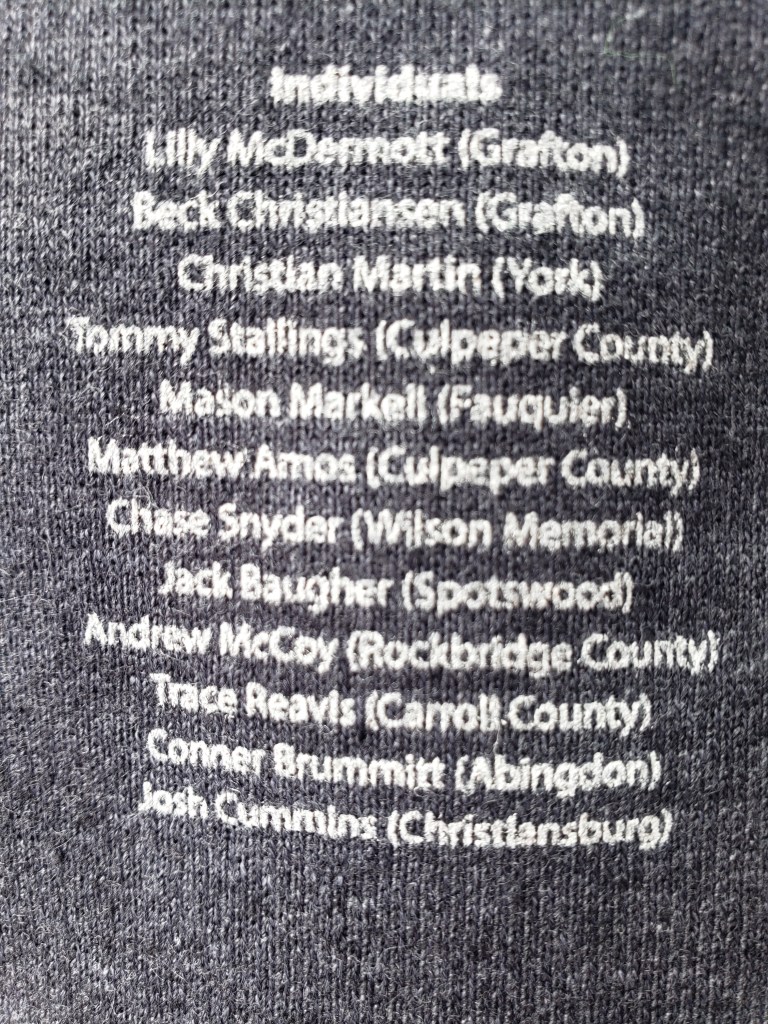 Individuals
Lilly McDermott (Grafton)
Beck Christiansen (Grafton)
Christian Martin (York)
Tommy Stallings (Culpeper County)
Mason Markell (Fauquier)
Matthew Amos (Culpeper County)
Chase Snyder (Wilson Memorial)
Jack Baugher (Spotswood)
Andrew McCoy (Rockbridge County)
Trace Reavis (Carroll County)
Conner Brummitt (Abingdon)
Josh Cummins (Christiansburg)